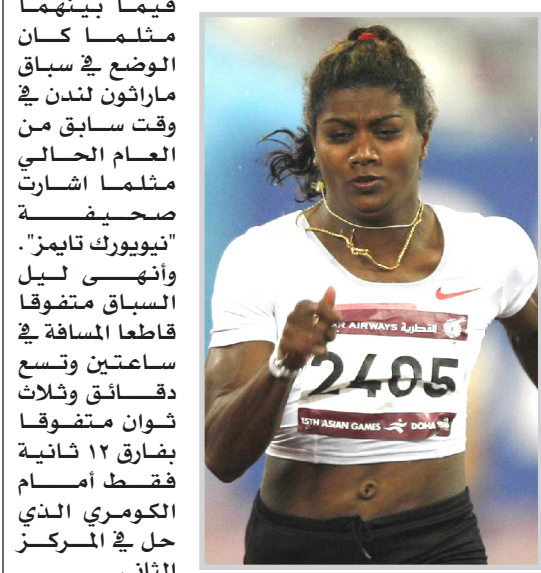 فيما بينهما
مثلما كان
الوضع في سباق
ماراثون لندن في
وقت سابق من
العام الحالي
مثلما اشارت
صحيفة
"نيويورك تايمز".
وأنهى ليل
السباق متفوقا
قاطعا المسافة في
ساعتين وتسع
دقائق وثلاث
ثوان متفوقا
بفارق ١٢ ثانية
فقط أمام
الكومري الذي
حل في المركز
الثاني
AR AIRWAYS القطرية
2405
15TH ASIAN GAMES DOHA